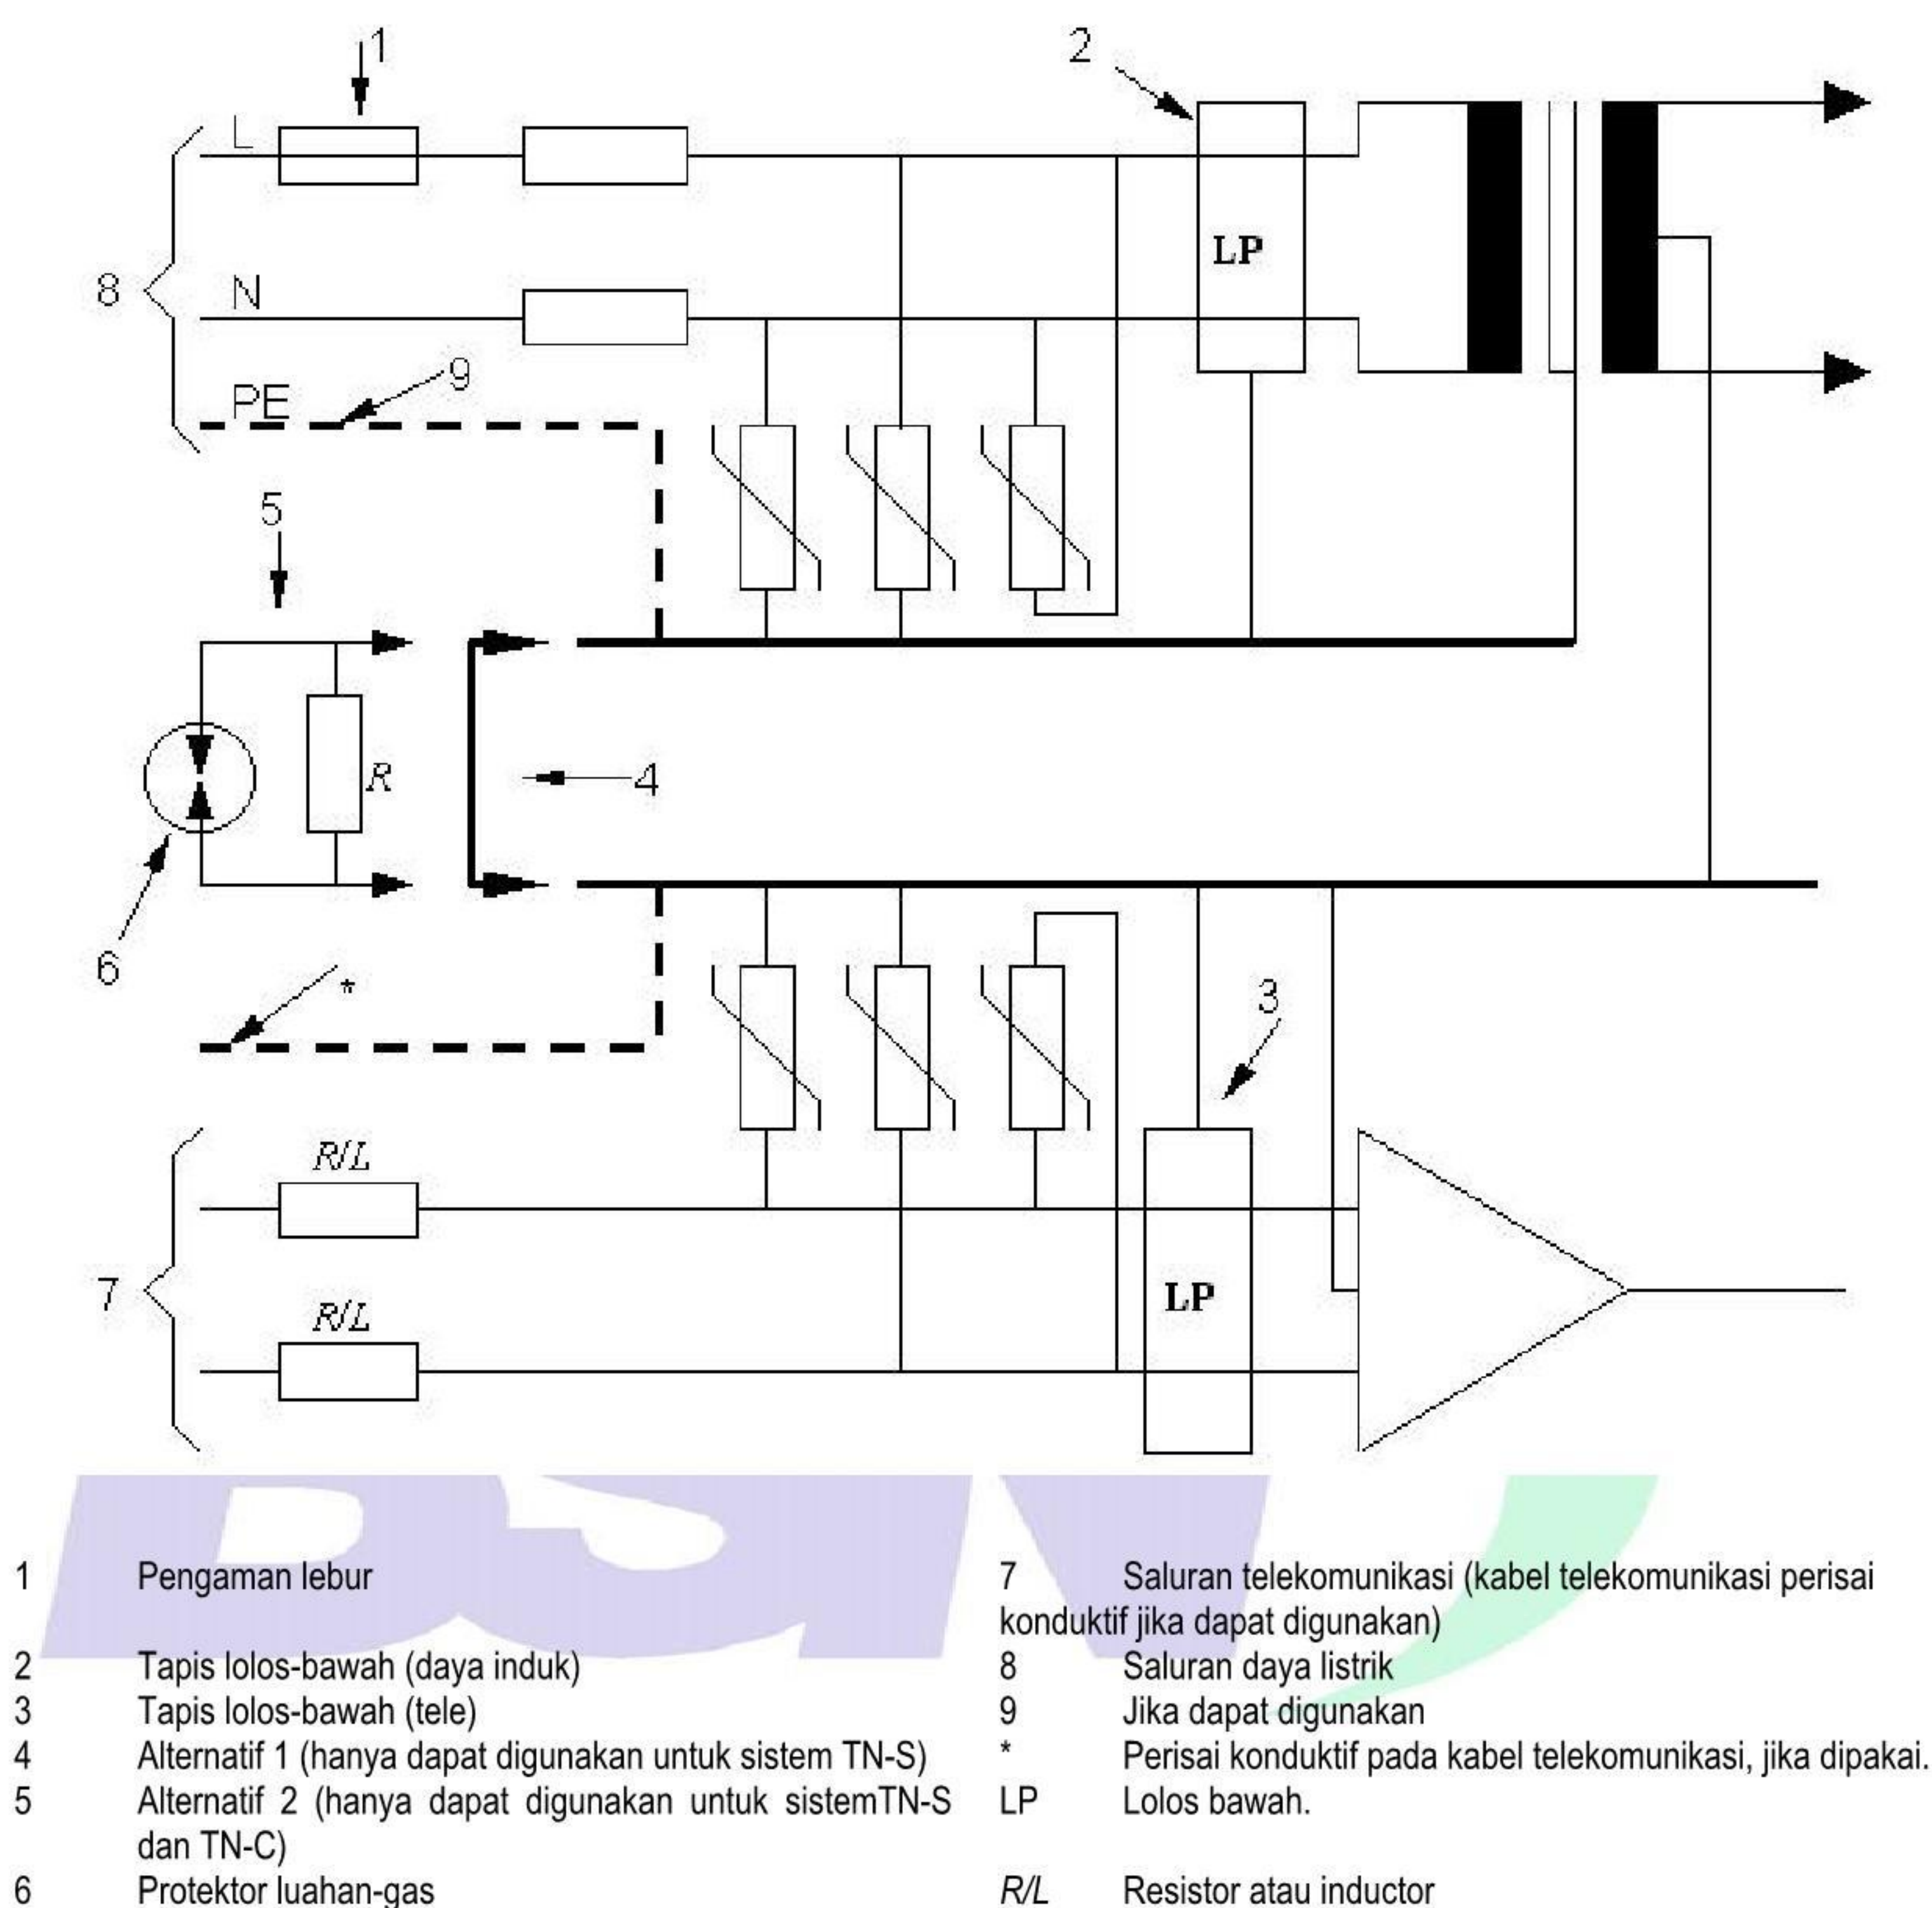 1
2
L
LP
8
N
9
PE
5
R
4
6
*
3
R/L
7
LP
R/L
BSN
1 Pengaman lebur
2 Tapis lolos-bawah (daya induk)
3 Tapis lolos-bawah (tele)
4 Alternatif 1 (hanya dapat digunakan untuk sistem TN-S)
5 Alternatif 2 (hanya dapat digunakan untuk sistemTN-S
dan TN-C)
6 Protektor luahan-gas
7 Saluran telekomunikasi (kabel telekomunikasi perisai
konduktif jika dapat digunakan)
8 Saluran daya listrik
9 Jika dapat digunakan
* Perisai konduktif pada kabel telekomunikasi, jika dipakai.
LP Lolos bawah.
R/L Resistor atau inductor